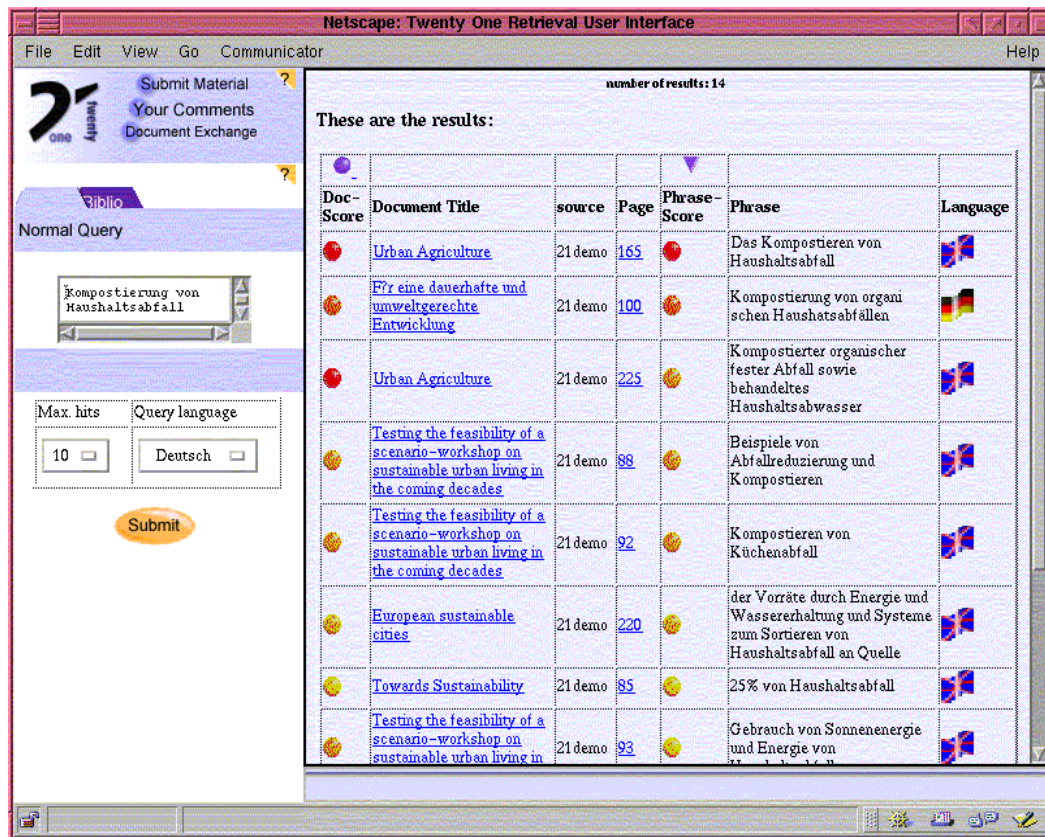 Netscape: Twenty One Retrieval User Interface
File Edit View Go Communicator Help
Submit Material ?
Your Comments
Document Exchange
one twenty
?
Biblio
Normal Query
Kompostierung von
Haushaltsabfall
Max. hits Query language
10 Deutsch
Submit
number of results: 14
These are the results:
Doc-
Score
Document Title
source
Page
Phrase-
Score
Phrase
Language
Urban Agriculture
21 demo
165
Das Kompostieren von
Haushaltsabfall
F?r eine dauerhafte und
umweltgerechte
Entwicklung
21 demo
100
Kompostierung von organi
schen Haushatsabfällen
Urban Agriculture
21 demo
225
Kompostierter organischer
fester Abfall sowie
behandeltes
Haushaltsabwasser
Testing the feasibility of a
scenario-workshop on
sustainable urban living in
the coming decades
21 demo
88
Beispiele von
Abfallreduzierung und
Kompostieren
Testing the feasibility of a
scenario-workshop on
sustainable urban living in
the coming decades
21 demo
92
Kompostieren von
Küchenabfall
European sustainable
cities
21 demo
220
der Vorräte durch Energie und
Wassererhaltung und Systeme
zum Sortieren von
Haushaltsabfall an Quelle
Towards Sustainability
21 demo
85
25% von Haushaltsabfall
Testing the feasibility of a
scenario-workshop on
sustainable urban living in
21 demo
93
Gebrauch von Sonnenenergie
und Energie von